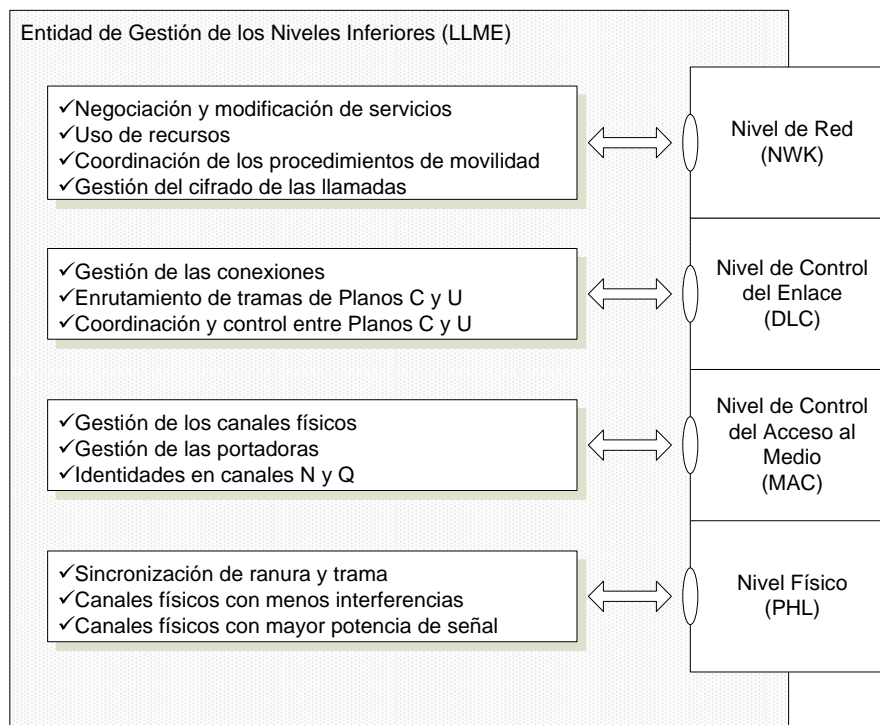 Entidad de Gestión de los Niveles Inferiores (LLME)
✓Negociación y modificación de servicios
✓Uso de recursos
✓Coordinación de los procedimientos de movilidad
✓Gestión del cifrado de las llamadas
Nivel de Red
(NWK)
✓Gestión de las conexiones
✓Enrutamiento de tramas de Planos C y U
✓Coordinación y control entre Planos C y U
Nivel de Control
del Enlace
(DLC)
✓Gestión de los canales físicos
✓Gestión de las portadoras
✓Identidades en canales N y Q
Nivel de Control
del Acceso al
Medio
(MAC)
✓Sincronización de ranura y trama
✓Canales físicos con menos interferencias
✓Canales físicos con mayor potencia de señal
Nivel Físico
(PHL)